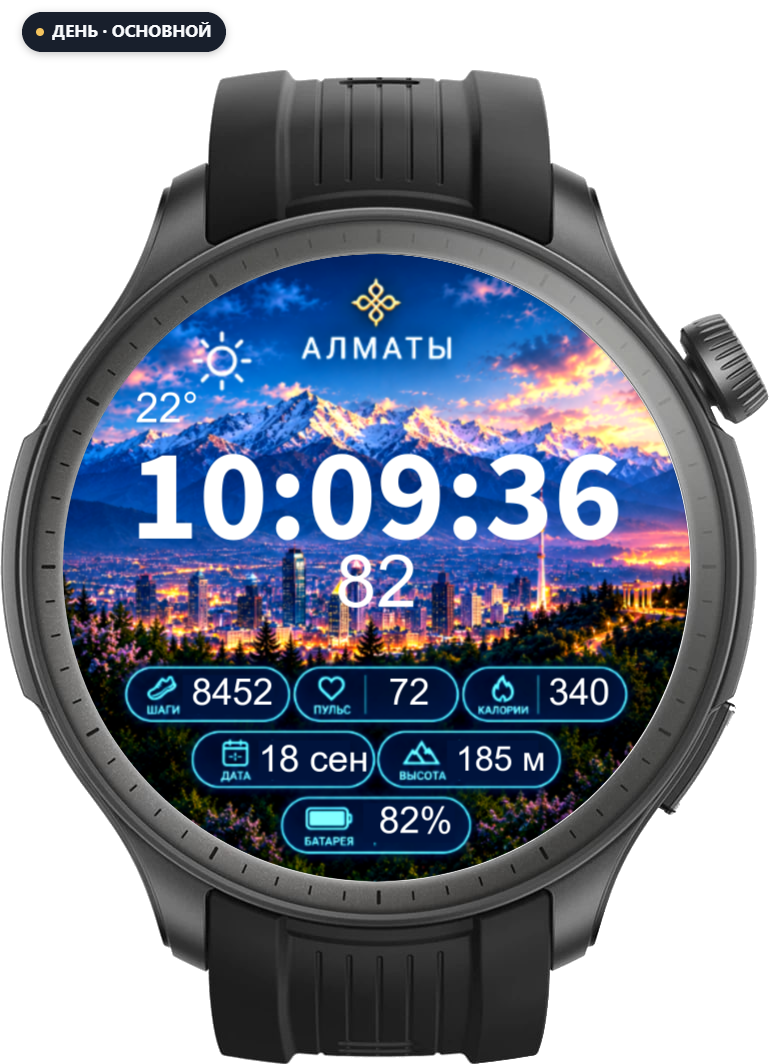 ДЕНЬ · ОСНОВНОЙ
АЛМАТЫ
22°
10:09:36
82
ШАГИ 8452
ПУЛЬС 72
КАЛОРИИ 340
ДАТА 18 сен
ВЫСОТА 185 м
БАТАРЕЯ 82%